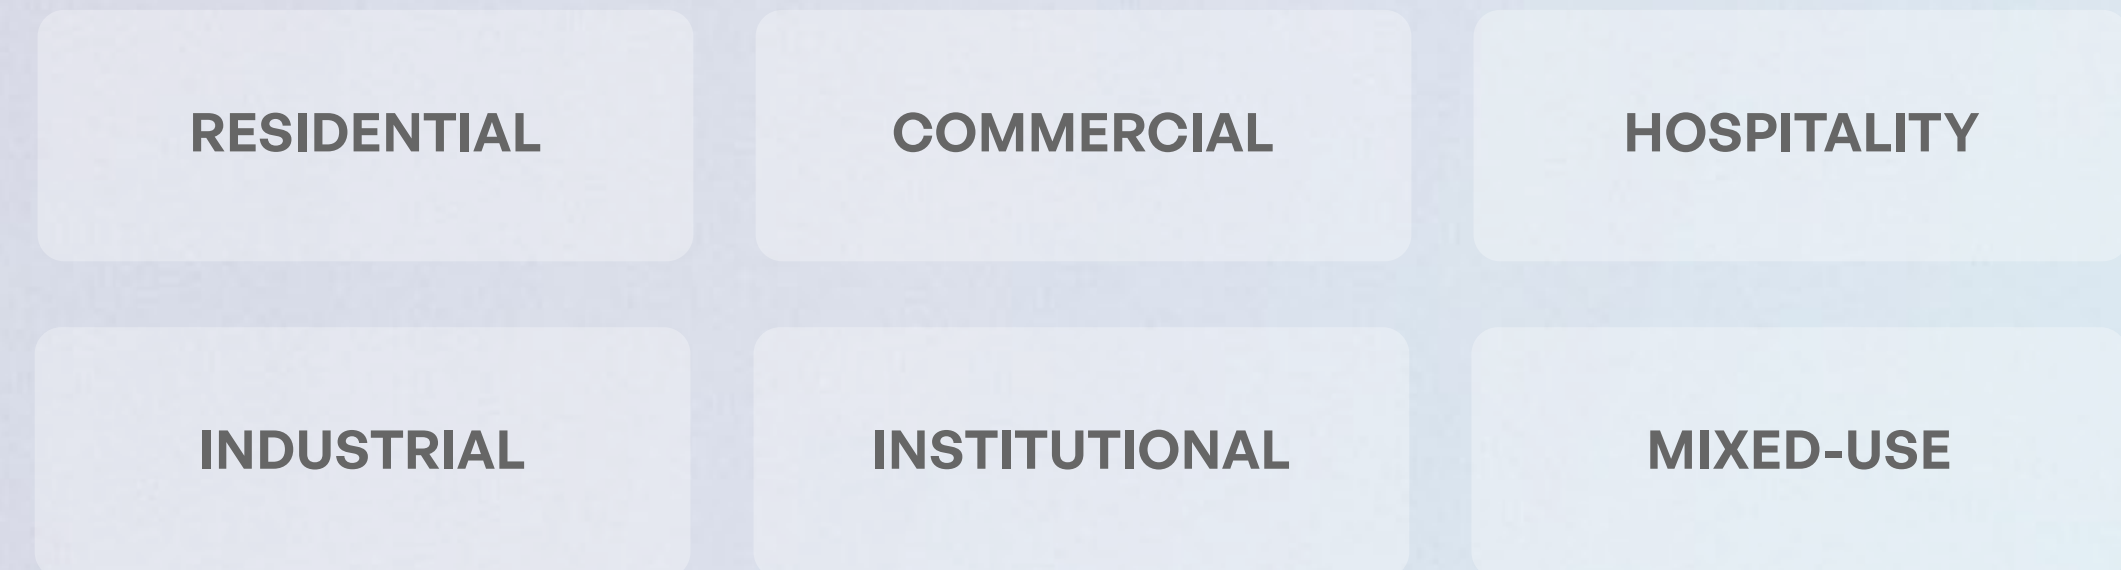 RESIDENTIAL
COMMERCIAL
HOSPITALITY
INDUSTRIAL
INSTITUTIONAL
MIXED-USE